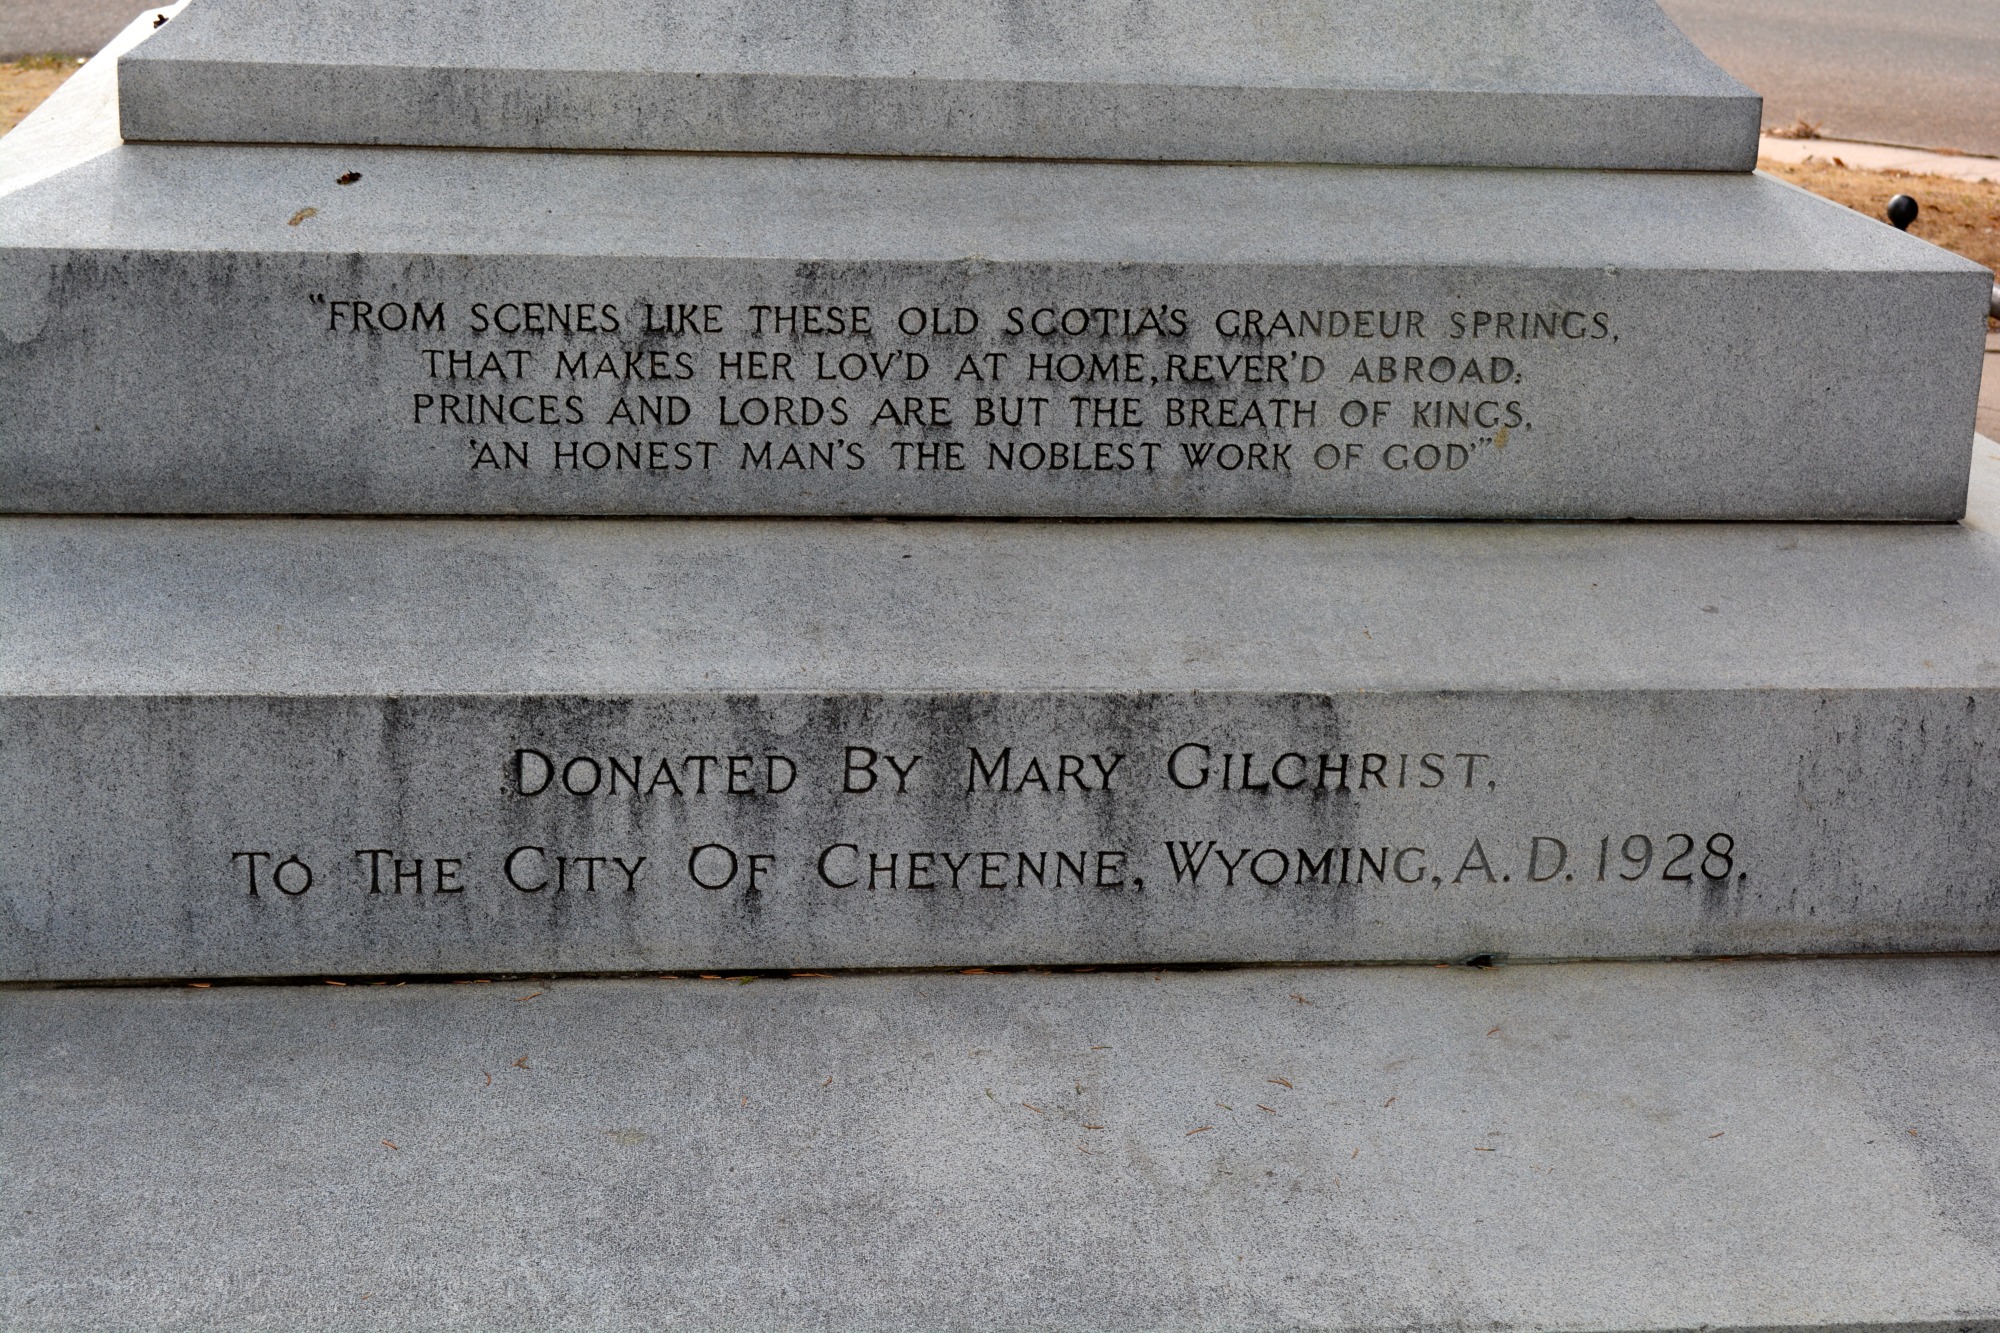 "FROM SCENES LIKE THESE OLD SCOTIA'S GRANDEUR SPRINGS,
THAT MAKES HER LOV'D AT HOME, REVER'D ABROAD:
PRINCES AND LORDS ARE BUT THE BREATH OF KINGS,
'AN HONEST MAN'S THE NOBLEST WORK OF GOD'"
DONATED BY MARY GILCHRIST,
TO THE CITY OF CHEYENNE, WYOMING, A.D. 1928.